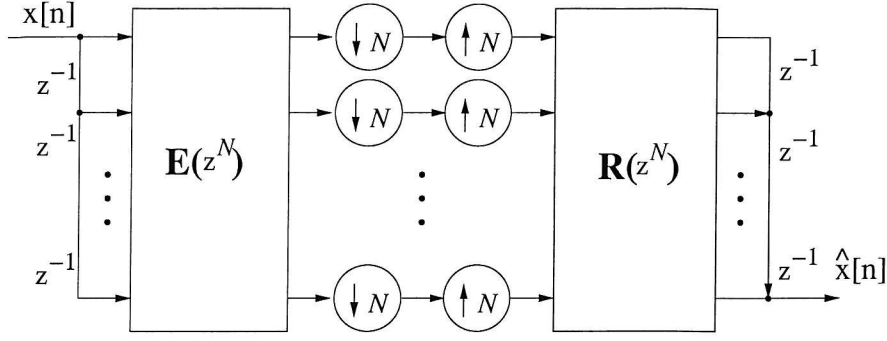 x[n]
↓ N ↑ N
z⁻¹ z⁻¹
↓ N ↑ N
z⁻¹ z⁻¹
E(z^N) R(z^N)
z⁻¹ z⁻¹ x̂[n]
↓ N ↑ N